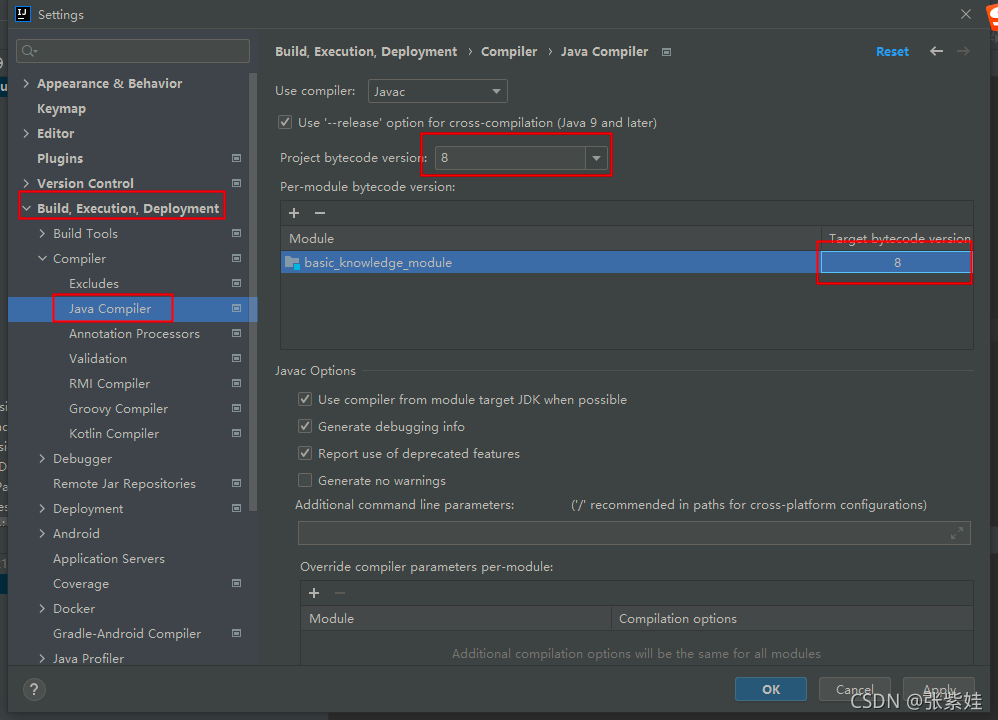 Settings
Appearance & Behavior
Keymap
Editor
Plugins
Version Control
Build, Execution, Deployment
Build Tools
Compiler
Excludes
Java Compiler
Annotation Processors
Validation
RMI Compiler
Groovy Compiler
Kotlin Compiler
Debugger
Remote Jar Repositories
Deployment
Android
Application Servers
Coverage
Docker
Gradle-Android Compiler
Java Profiler
Build, Execution, Deployment › Compiler › Java Compiler
Reset
Use compiler: Javac
Use '--release' option for cross-compilation (Java 9 and later)
Project bytecode version: 8
Per-module bytecode version:
+ −
Module Target bytecode version
basic_knowledge_module 8
Javac Options
Use compiler from module target JDK when possible
Generate debugging info
Report use of deprecated features
Generate no warnings
Additional command line parameters: ('/' recommended in paths for cross-platform configurations)
Override compiler parameters per-module:
+ −
Module Compilation options
Additional compilation options will be the same for all modules
?
OK Cancel Apply
CSDN @张紫娃